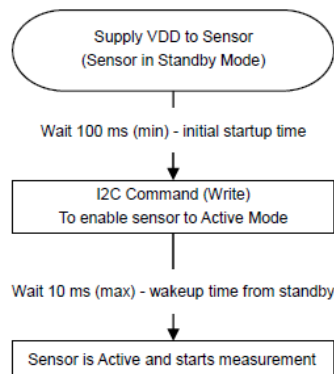 Supply VDD to Sensor
(Sensor in Standby Mode)
Wait 100 ms (min) - initial startup time
I2C Command (Write)
To enable sensor to Active Mode
Wait 10 ms (max) - wakeup time from standby
Sensor is Active and starts measurement